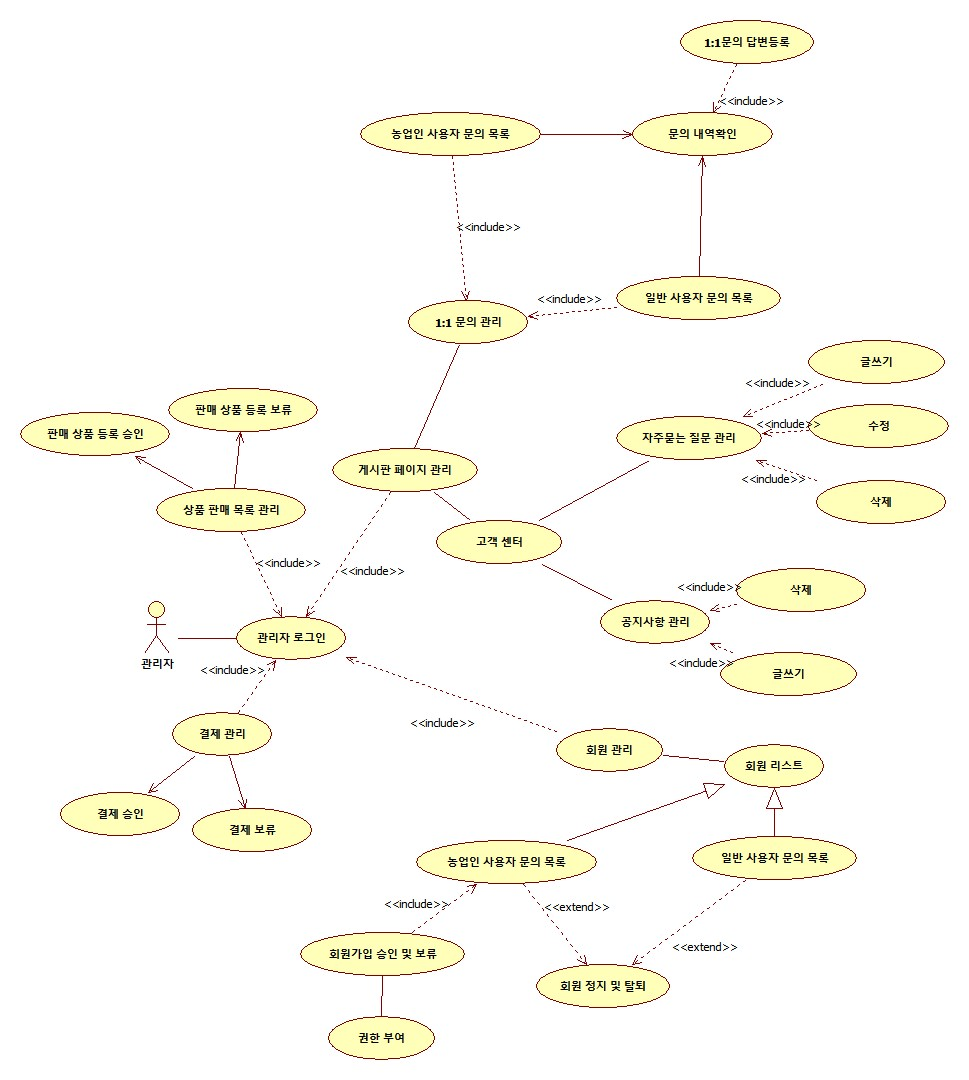 1:1문의 답변등록
<<include>>
농업인 사용자 문의 목록
문의 내역확인
<<include>>
<<include>>
일반 사용자 문의 목록
1:1 문의 관리
글쓰기
<<include>>
판매 상품 등록 보류
판매 상품 등록 승인
<<include>>
수정
자주묻는 질문 관리
게시판 페이지 관리
<<include>>
삭제
상품 판매 목록 관리
고객 센터
<<include>>
<<include>>
<<include>>
삭제
공지사항 관리
관리자 로그인
관리자
<<include>>
<<include>>
글쓰기
<<include>>
결제 관리
회원 관리
회원 리스트
결제 승인
결제 보류
농업인 사용자 문의 목록
일반 사용자 문의 목록
<<include>>
<<extend>>
<<extend>>
회원가입 승인 및 보류
회원 정지 및 탈퇴
권한 부여